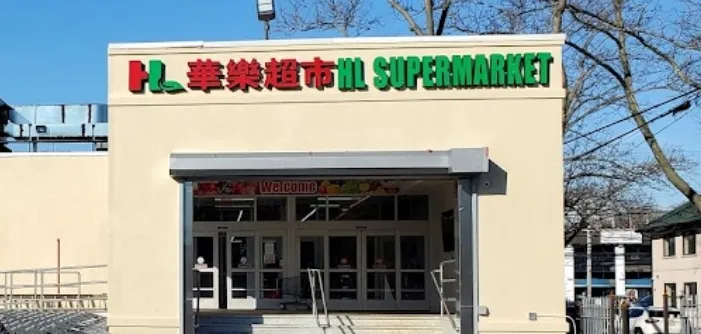 HL 華樂超市 HL SUPERMARKET
Welcome